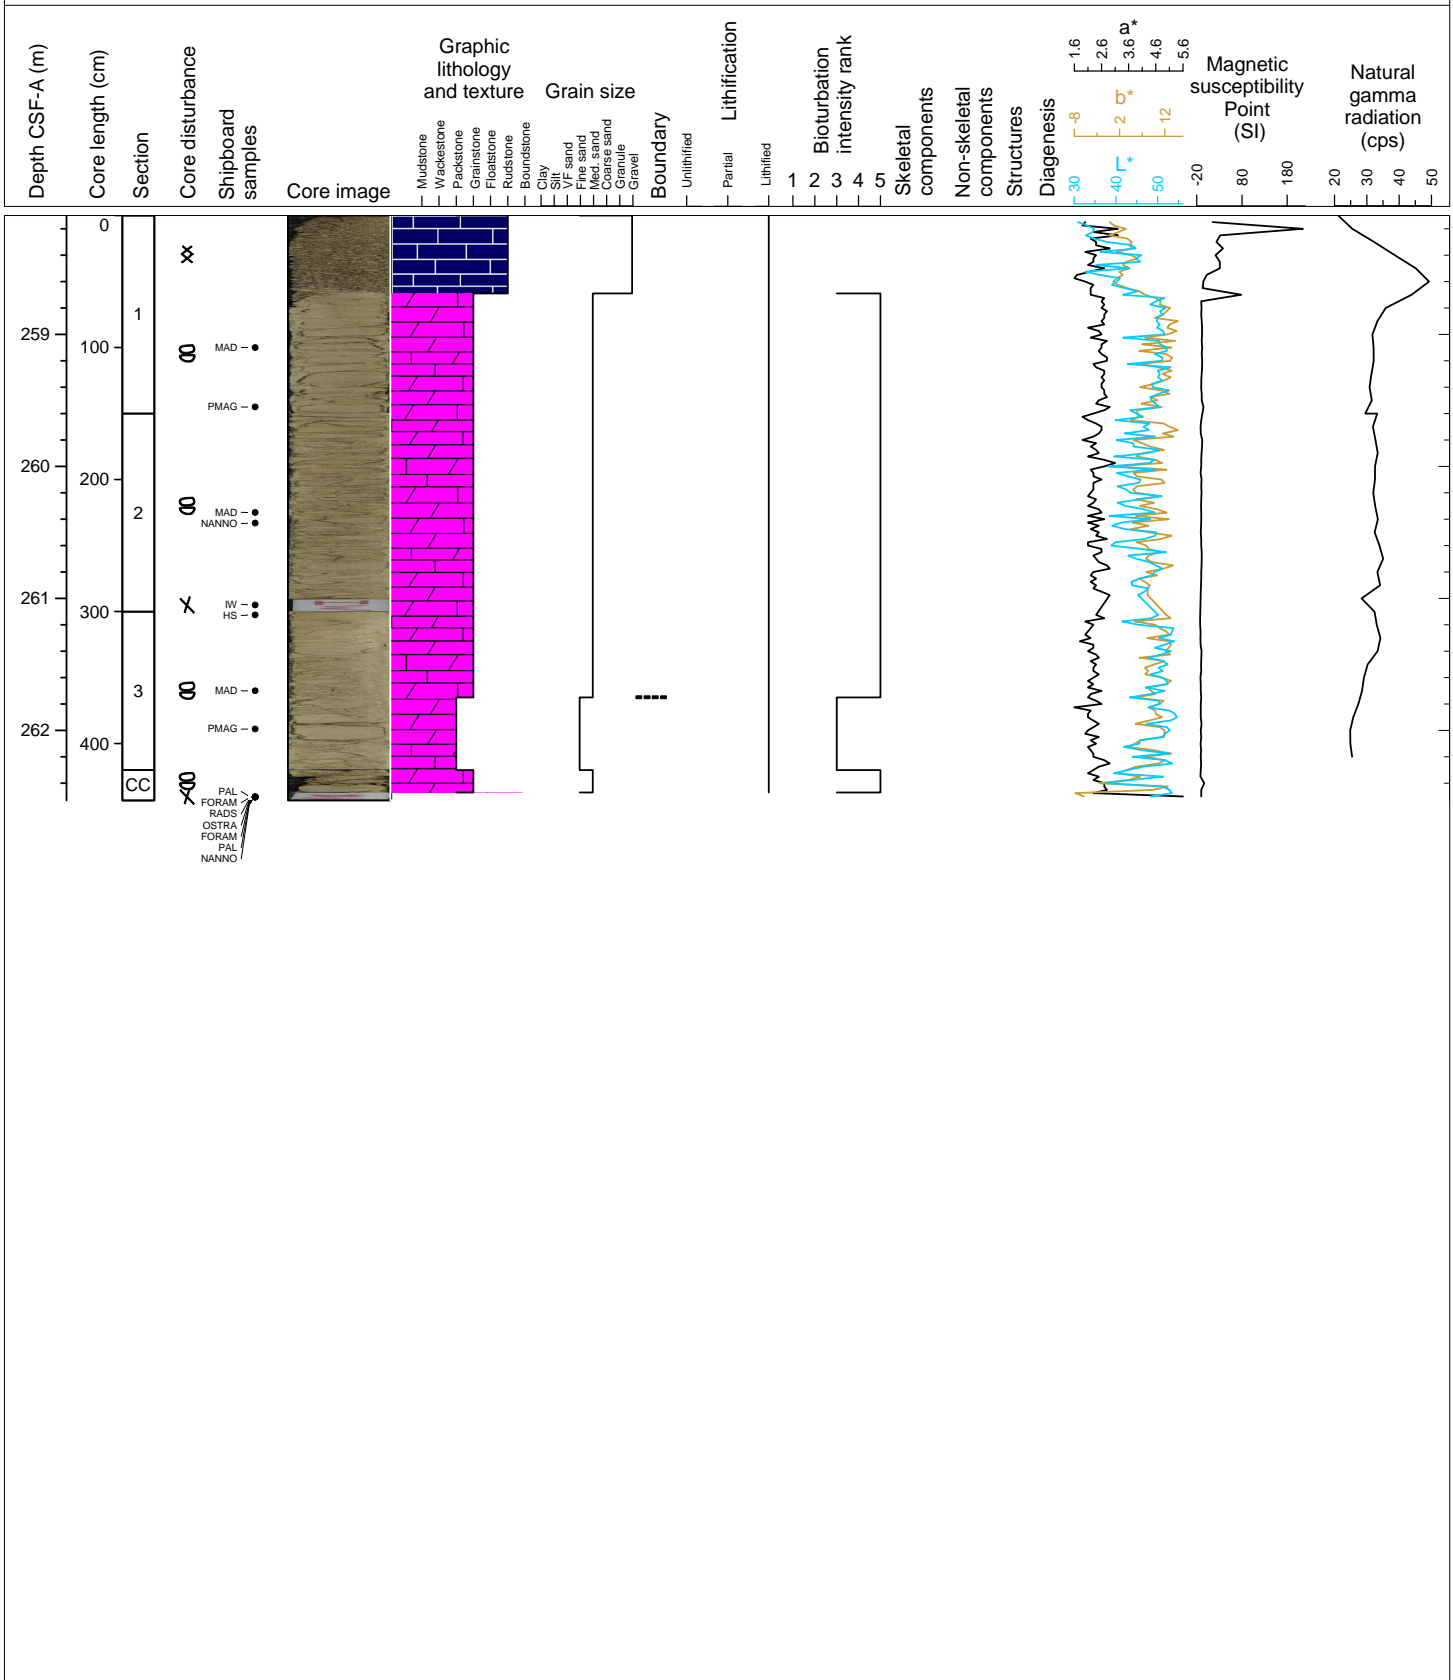 Depth CSF-A (m)
Core length (cm)
Section
Core disturbance
Shipboard
samples
Core image
Graphic
lithology
and texture
Mudstone
Wackestone
Packstone
Grainstone
Floatstone
Rudstone
Boundstone
Grain size
Clay
Silt
VF sand
Fine sand
Med. sand
Coarse sand
Granule
Gravel
Boundary
Lithification
Unlithified
Partial
Lithified
Bioturbation
intensity rank
1 2 3 4 5
Skeletal
components
Non-skeletal
components
Structures
Diagenesis
a*
1.6 2.6 3.6 4.6 5.6
b*
-8 2 12
L*
30 40 50
Magnetic
susceptibility
Point
(SI)
-20 80 180
Natural
gamma
radiation
(cps)
20 30 40 50
259
260
261
262
0
100
200
300
400
1
2
3
CC
MAD
PMAG
MAD
NANNO
IW
HS
MAD
PMAG
PAL
FORAM
RADS
OSTRA
FORAM
PAL
NANNO